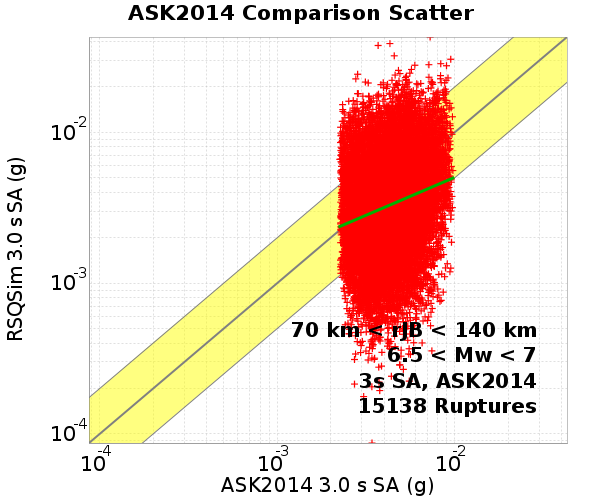 ASK2014 Comparison Scatter
RSQSim 3.0 s SA (g)
10-2
10-3
10-4
70 km < rJB < 140 km
6.5 < Mw < 7
3s SA, ASK2014
15138 Ruptures
10-4 10-3 10-2
ASK2014 3.0 s SA (g)